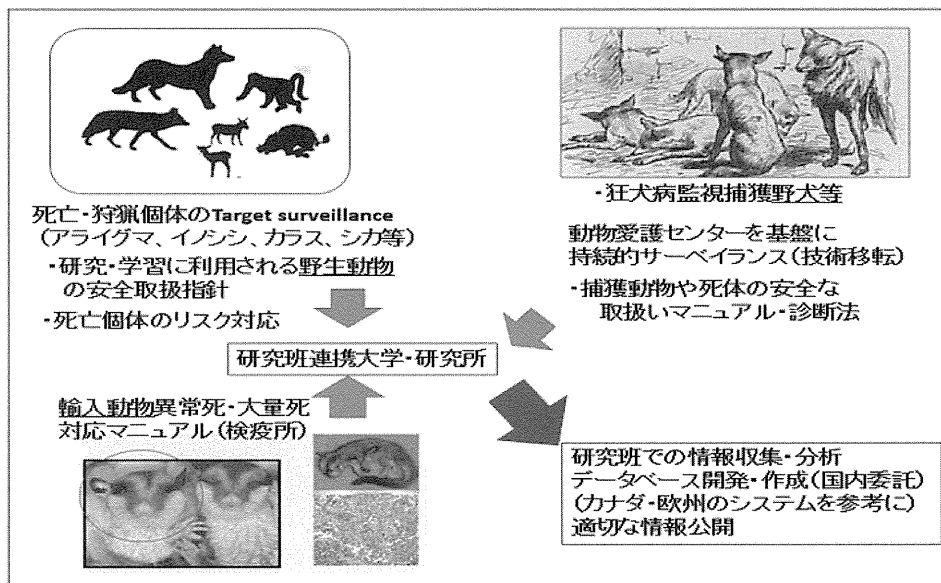 死亡・狩猟個体のTarget surveillance
(アライグマ、イノシシ、カラス、シカ等)
・研究・学習に利用される野生動物
の安全取扱指針
・死亡個体のリスク対応
・狂犬病監視捕獲野犬等
動物愛護センターを基盤に
持続的サーベイランス(技術移転)
・捕獲動物や死体の安全な
取扱いマニュアル・診断法
研究班連携大学・研究所
輸入動物異常死・大量死
対応マニュアル(検疫所)
研究班での情報収集・分析
データベース開発・作成(国内委託)
(カナダ・欧州のシステムを参考に)
適切な情報公開